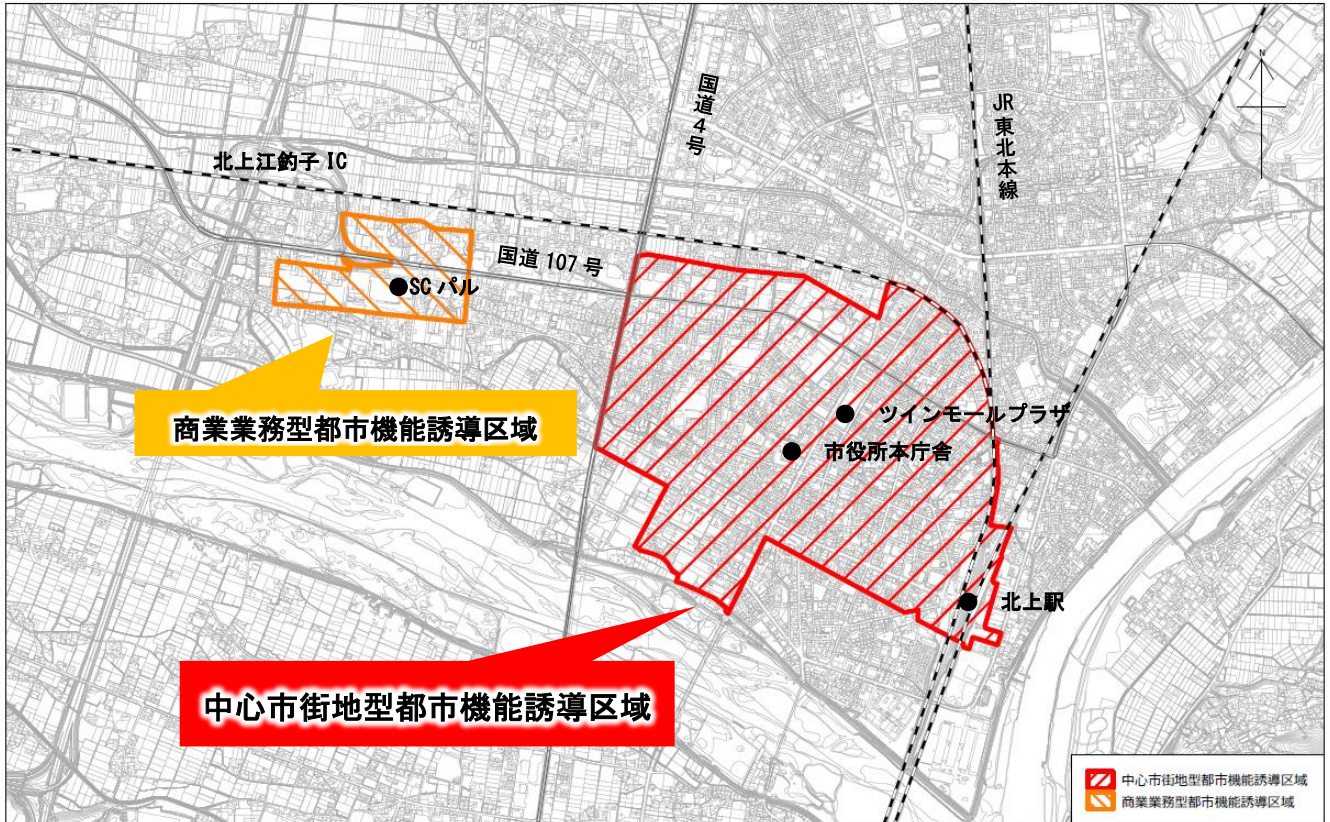 N
国道4号
JR東北本線
北上江釣子 IC
国道 107 号
●SC パル
商業業務型都市機能誘導区域
● ツインモールプラザ
● 市役所本庁舎
● 北上駅
中心市街地型都市機能誘導区域
中心市街地型都市機能誘導区域
商業業務型都市機能誘導区域